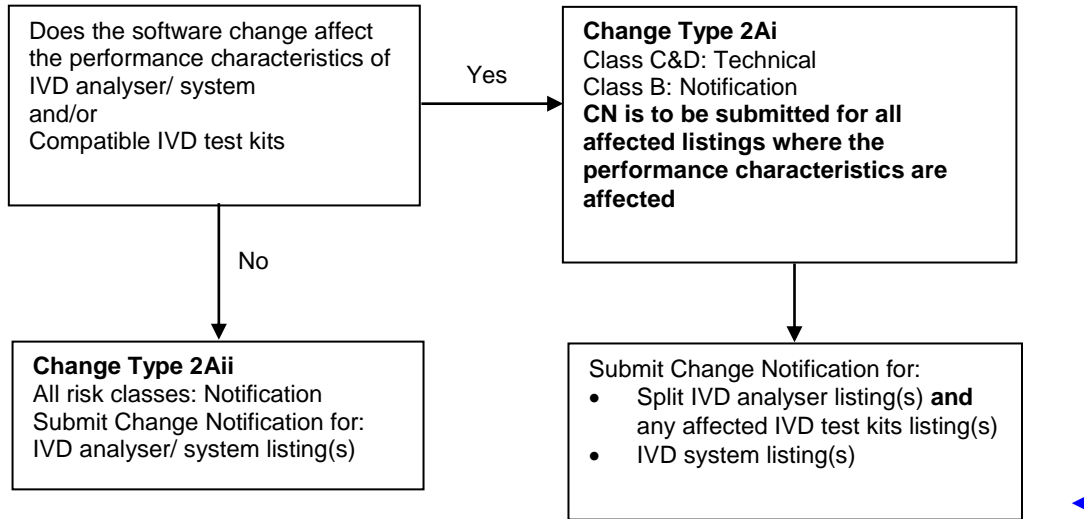 Does the software change affect
the performance characteristics of
IVD analyser/ system
and/or
Compatible IVD test kits
Yes
Change Type 2Ai
Class C&D: Technical
Class B: Notification
CN is to be submitted for all
affected listings where the
performance characteristics are
affected
No
Change Type 2Aii
All risk classes: Notification
Submit Change Notification for:
IVD analyser/ system listing(s)
Submit Change Notification for:
• Split IVD analyser listing(s) and
any affected IVD test kits listing(s)
• IVD system listing(s)